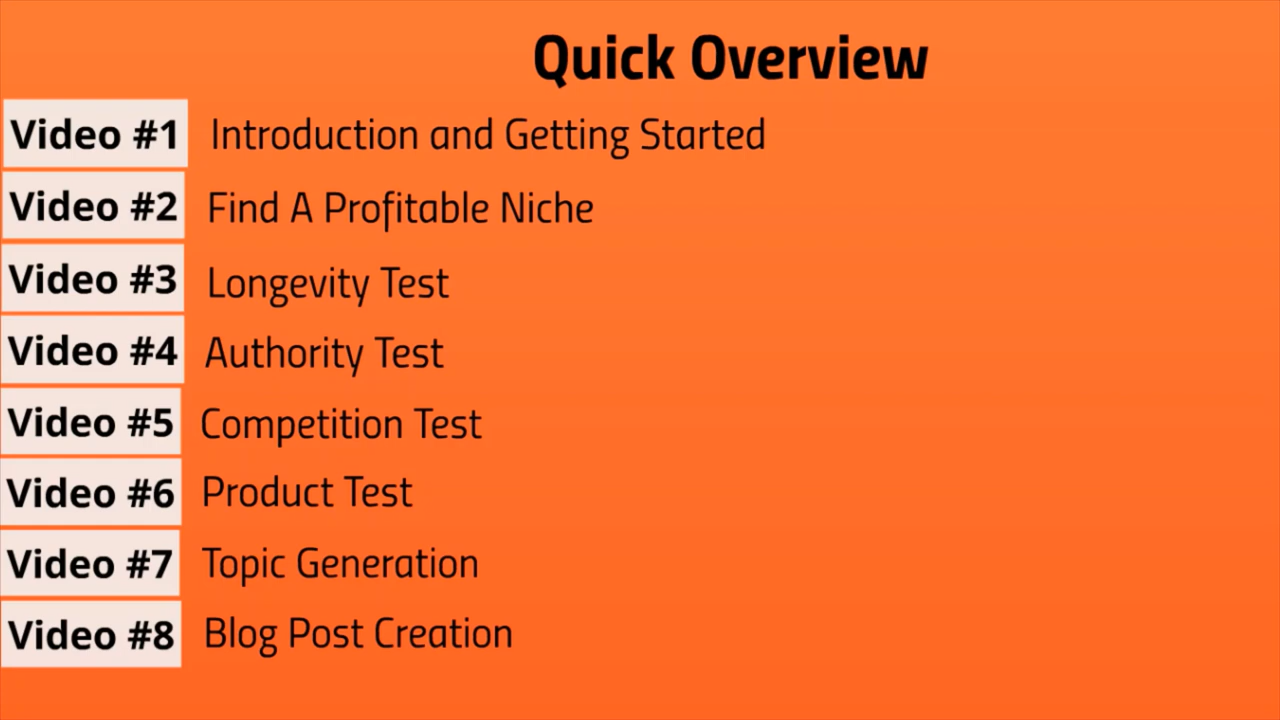 Quick Overview
Video #1 Introduction and Getting Started
Video #2 Find A Profitable Niche
Video #3 Longevity Test
Video #4 Authority Test
Video #5 Competition Test
Video #6 Product Test
Video #7 Topic Generation
Video #8 Blog Post Creation